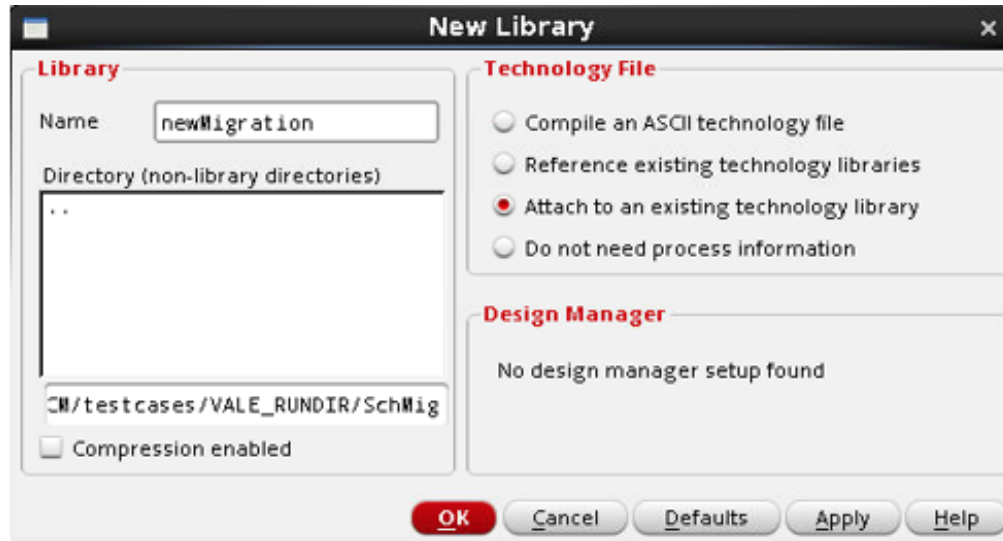 New Library
Library
Name newMigration
Directory (non-library directories)
..
CM/testcases/VALE_RUNDIR/SchMig
Compression enabled
Technology File
Compile an ASCII technology file
Reference existing technology libraries
Attach to an existing technology library
Do not need process information
Design Manager
No design manager setup found
OK Cancel Defaults Apply Help